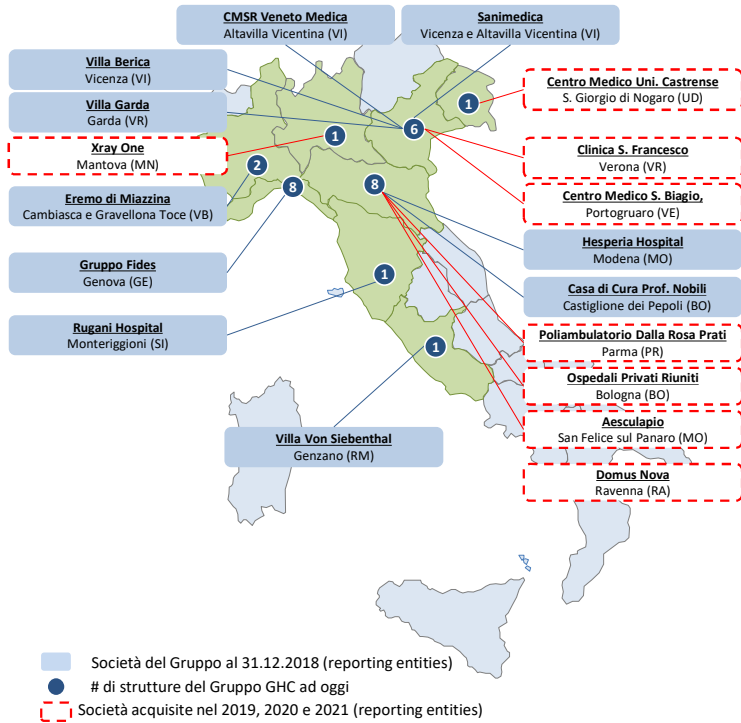 CMSR Veneto Medica
Altavilla Vicentina (VI)
Sanimedica
Vicenza e Altavilla Vicentina (VI)
Villa Berica
Vicenza (VI)
Villa Garda
Garda (VR)
Xray One
Mantova (MN)
Eremo di Miazzina
Cambiasca e Gravellona Toce (VB)
Gruppo Fides
Genova (GE)
Rugani Hospital
Monteriggioni (SI)
Villa Von Siebenthal
Genzano (RM)
1
6
1
2
8
8
1
1
Centro Medico Uni. Castrense
S. Giorgio di Nogaro (UD)
Clinica S. Francesco
Verona (VR)
Centro Medico S. Biagio,
Portogruaro (VE)
Hesperia Hospital
Modena (MO)
Casa di Cura Prof. Nobili
Castiglione dei Pepoli (BO)
Poliambulatorio Dalla Rosa Prati
Parma (PR)
Ospedali Privati Riuniti
Bologna (BO)
Aesculapio
San Felice sul Panaro (MO)
Domus Nova
Ravenna (RA)
Società del Gruppo al 31.12.2018 (reporting entities)
# di strutture del Gruppo GHC ad oggi
Società acquisite nel 2019, 2020 e 2021 (reporting entities)